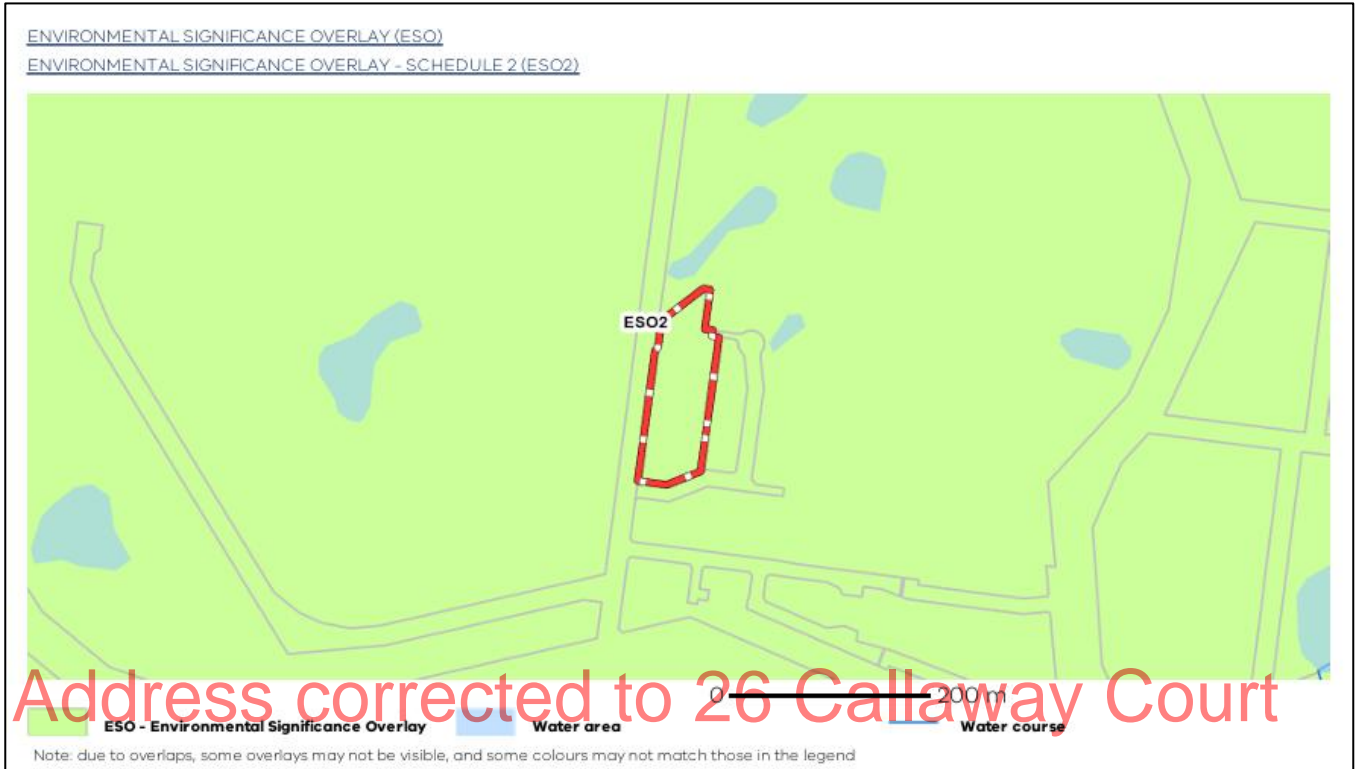 ENVIRONMENTAL SIGNIFICANCE OVERLAY (ESO)
ENVIRONMENTAL SIGNIFICANCE OVERLAY - SCHEDULE 2 (ESO2)
ESO2
Address corrected to 26 Callaway Court
0 200 m
ESO - Environmental Significance Overlay Water area Water course
Note: due to overlaps, some overlays may not be visible, and some colours may not match those in the legend